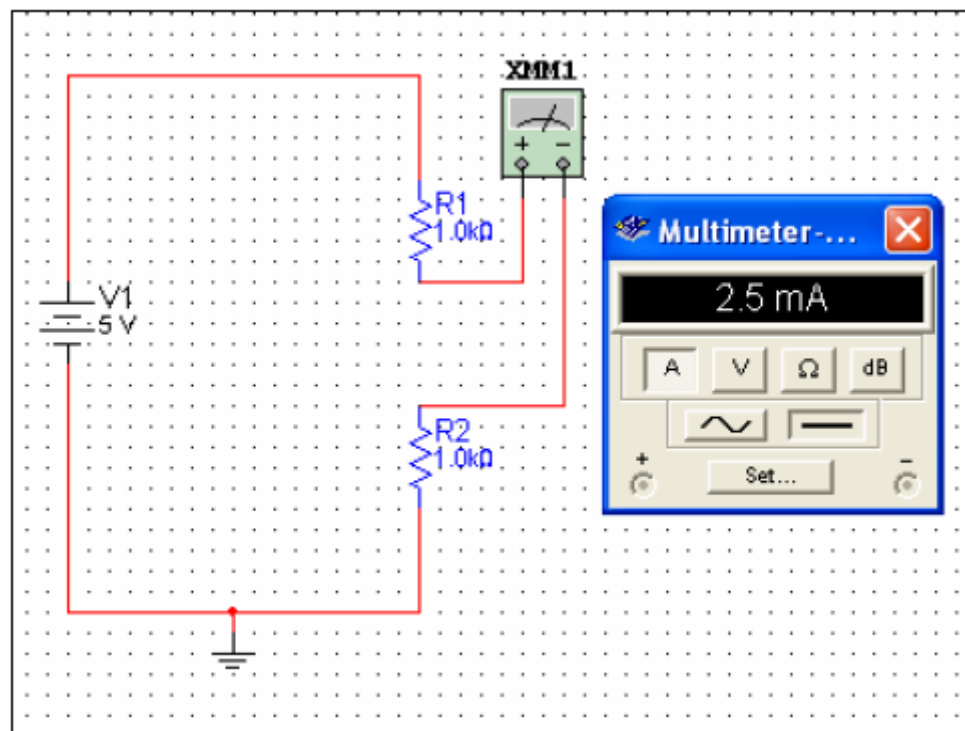 XMM1
+ −
R1
1.0kΩ
V1
5 V
R2
1.0kΩ
Multimeter-...
2.5 mA
A V Ω dB
+ −
Set...